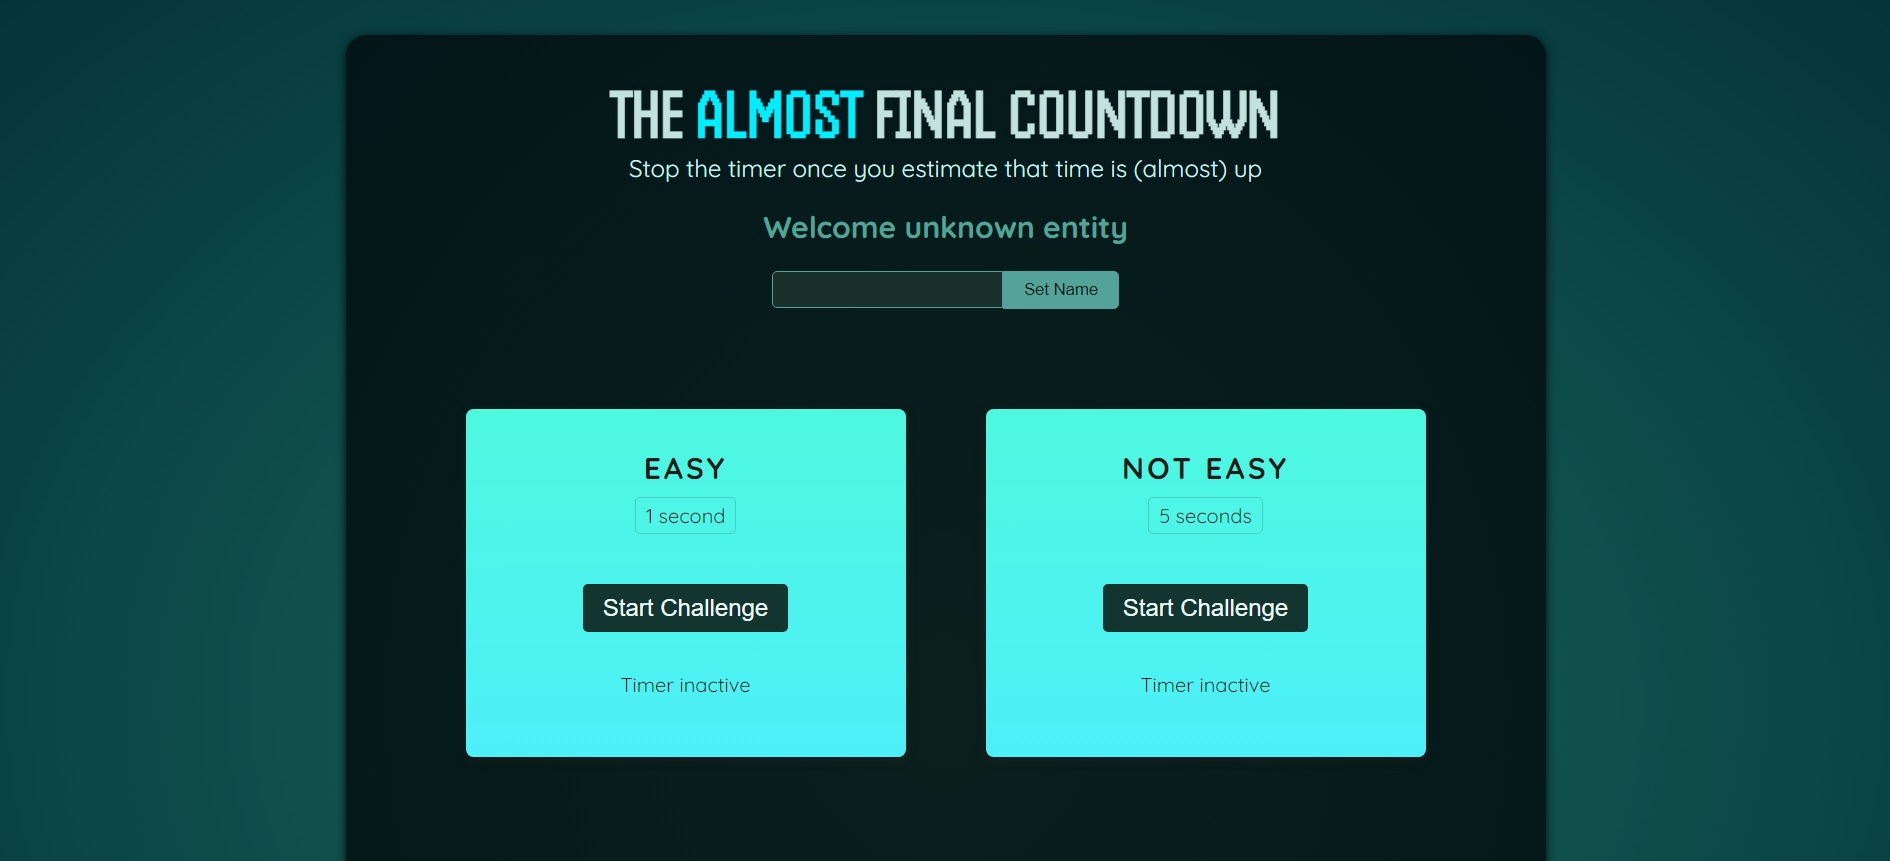 THE ALMOST FINAL COUNTDOWN
Stop the timer once you estimate that time is (almost) up
Welcome unknown entity
Set Name
EASY
1 second
Start Challenge
Timer inactive
NOT EASY
5 seconds
Start Challenge
Timer inactive